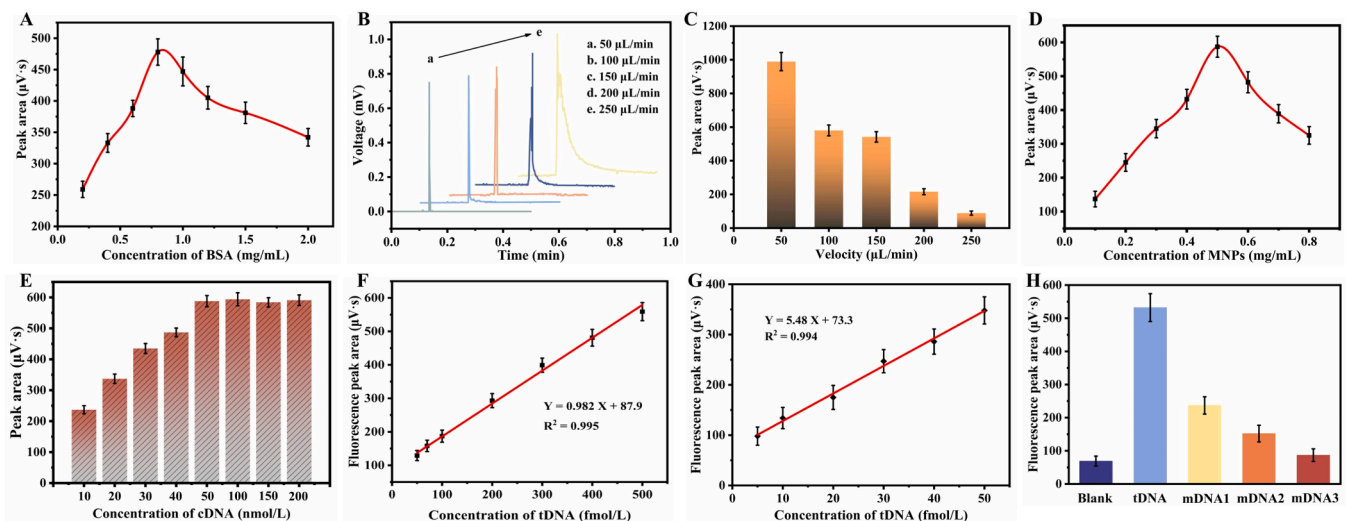 A
Peak area (μV·s)
500
450
400
350
300
250
200
0.0 0.5 1.0 1.5 2.0
Concentration of BSA (mg/mL)
B
Voltage (mV)
1.0
0.8
0.6
0.4
0.2
0.0
a
e
a. 50 μL/min
b. 100 μL/min
c. 150 μL/min
d. 200 μL/min
e. 250 μL/min
0.0 0.2 0.4 0.6 0.8 1.0
Time (min)
C
Peak area (μV·s)
1200
1000
800
600
400
200
0
50 100 150 200 250
Velocity (μL/min)
D
Peak area (μV·s)
600
500
400
300
200
100
0.0 0.2 0.4 0.6 0.8
Concentration of MNPs (mg/mL)
E
Peak area (μV·s)
600
500
400
300
200
100
0
10 20 30 40 50 100 150 200
Concentration of cDNA (nmol/L)
F
Fluorescence peak area (μV·s)
600
500
400
300
200
100
Y = 0.982 X + 87.9
R2 = 0.995
0 100 200 300 400 500
Concentration of tDNA (fmol/L)
G
Fluorescence peak area (μV·s)
400
300
200
100
0
Y = 5.48 X + 73.3
R2 = 0.994
10 20 30 40 50
Concentration of tDNA (fmol/L)
H
Fluorescence peak area (μV·s)
600
500
400
300
200
100
0
Blank tDNA mDNA1 mDNA2 mDNA3